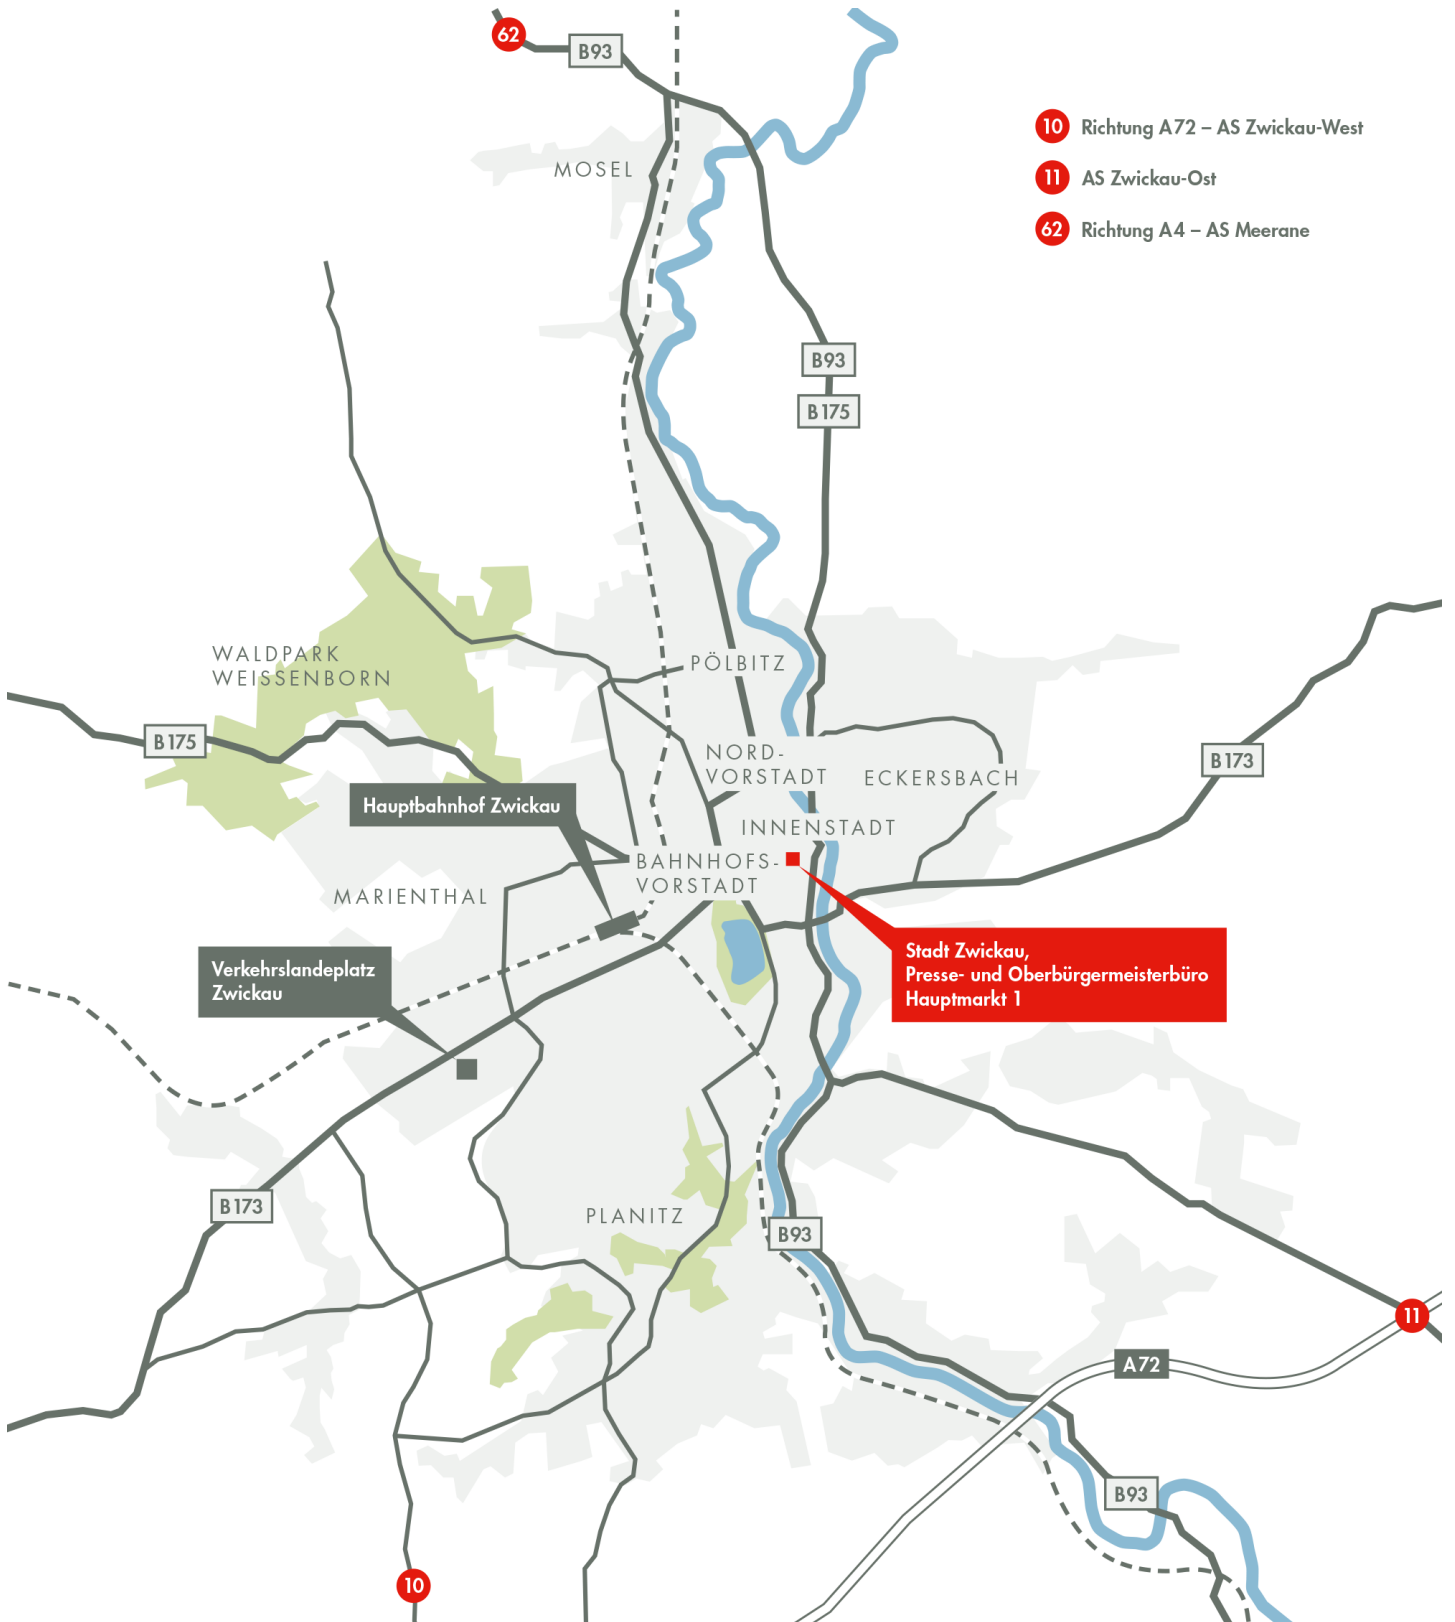 62
B93
10 Richtung A72 – AS Zwickau-West
11 AS Zwickau-Ost
62 Richtung A4 – AS Meerane
MOSEL
B93
B175
WALDPARK
WEISSENBORN
PÖLBITZ
B175
NORD-
VORSTADT
ECKERSBACH
B173
Hauptbahnhof Zwickau
INNENSTADT
BAHNHOFS-
VORSTADT
MARIENTHAL
Stadt Zwickau,
Presse- und Oberbürgermeisterbüro
Hauptmarkt 1
Verkehrslandeplatz
Zwickau
B173
PLANITZ
B93
11
A72
B93
10